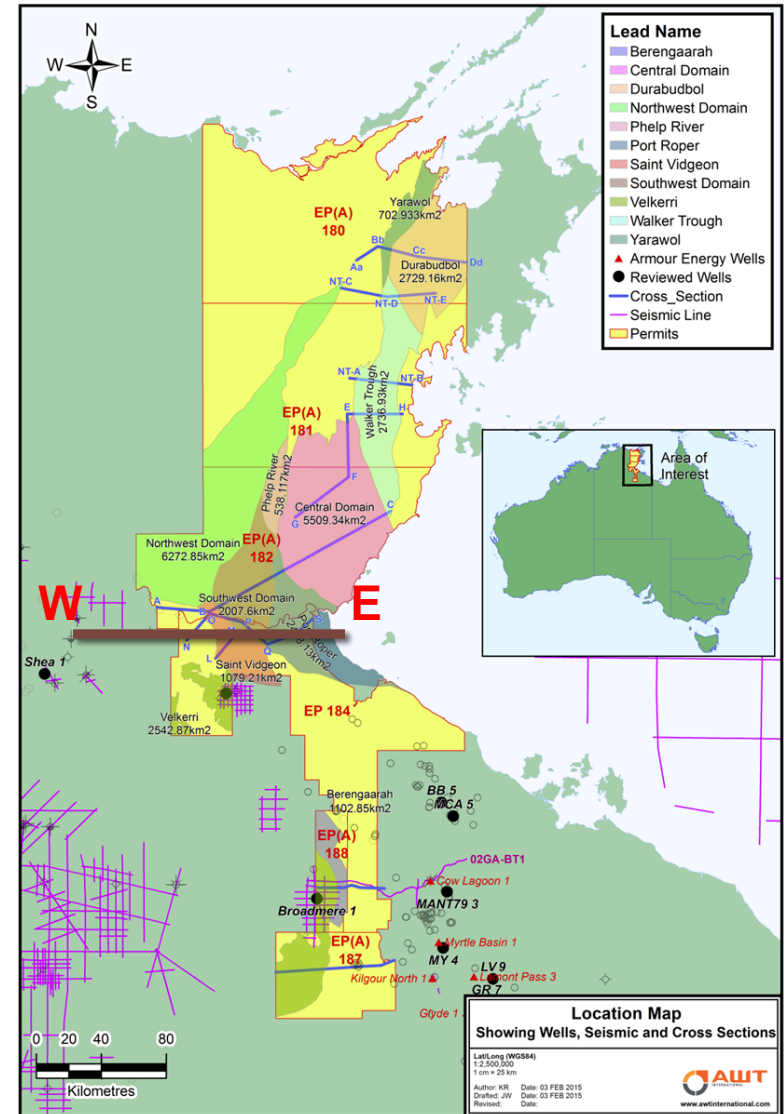 N
W E
S
Lead Name
Berengaarah
Central Domain
Durabudbol
Northwest Domain
Phelp River
Port Roper
Saint Vidgeon
Southwest Domain
Velkerri
Walker Trough
Yarawol
Armour Energy Wells
Reviewed Wells
Cross_Section
Seismic Line
Permits
EP(A)
180
Yarawol
702.933km2
Bb
Cc
Aa
Dd
Durabudbol
2729.16km2
NT-C
NT-D
NT-E
NT-A
NT-B
Walker Trough
2736.93km2
E
H
EP(A)
181
Phelp River
538.117km2
F
G
Central Domain
5509.34km2
C
Area of
Interest
Northwest Domain
6272.85km2
EP(A)
182
W
E
A
B
Southwest Domain
2007.6km2
O
P
S
N
L
Q
Port Roper
Saint Vidgeon
1079.21km2
Shea 1
Velkerri
2542.87km2
EP 184
Berengaarah
1102.85km2
BB 5
MCA 5
EP(A)
188
02GA-BT1
Cow Lagoon 1
MANT79 3
Broadmere 1
EP(A)
187
Myrtle Basin 1
MY 4
LV 9
Kilgour North 1
Lamont Pass 3
GR 7
Glyde 1
0 20 40 80
Kilometres
Location Map
Showing Wells, Seismic and Cross Sections
Lat/Long (WGS84)
1:2,500,000
1 cm = 25 km
Author: KR Date: 03 FEB 2015
Drafted: JW Date: 03 FEB 2015
Revised: Date:
AWT
INTERNATIONAL
www.awtinternational.com